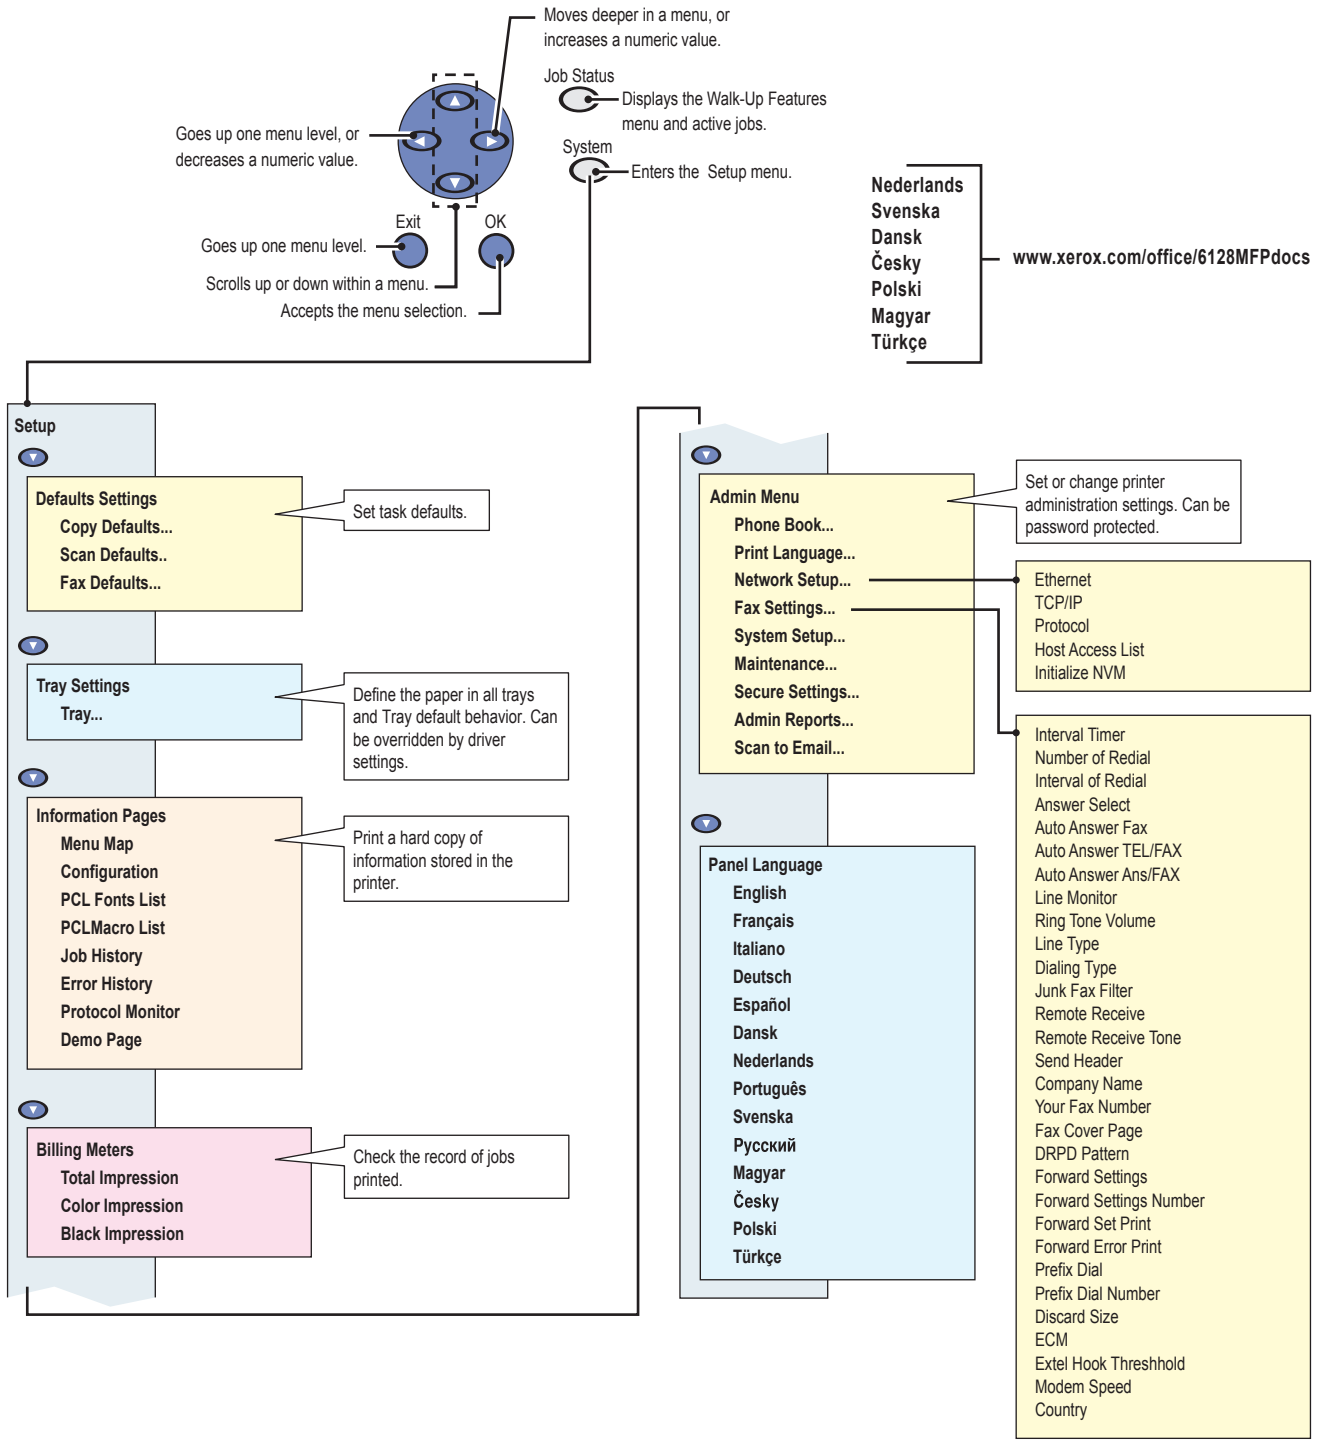 Moves deeper in a menu, or
increases a numeric value.
Job Status
Displays the Walk-Up Features
menu and active jobs.
Goes up one menu level, or
decreases a numeric value.
System
Enters the Setup menu.
Exit
OK
Goes up one menu level.
Scrolls up or down within a menu.
Accepts the menu selection.
Nederlands
Svenska
Dansk
Česky
Polski
Magyar
Türkçe
www.xerox.com/office/6128MFPdocs
Setup
Defaults Settings
Copy Defaults...
Scan Defaults..
Fax Defaults...
Set task defaults.
Tray Settings
Tray...
Define the paper in all trays
and Tray default behavior. Can
be overridden by driver
settings.
Information Pages
Menu Map
Configuration
PCL Fonts List
PCLMacro List
Job History
Error History
Protocol Monitor
Demo Page
Print a hard copy of
information stored in the
printer.
Billing Meters
Total Impression
Color Impression
Black Impression
Check the record of jobs
printed.
Admin Menu
Phone Book...
Print Language...
Network Setup...
Fax Settings...
System Setup...
Maintenance...
Secure Settings...
Admin Reports...
Scan to Email...
Set or change printer
administration settings. Can be
password protected.
Ethernet
TCP/IP
Protocol
Host Access List
Initialize NVM
Interval Timer
Number of Redial
Interval of Redial
Answer Select
Auto Answer Fax
Auto Answer TEL/FAX
Auto Answer Ans/FAX
Line Monitor
Ring Tone Volume
Line Type
Dialing Type
Junk Fax Filter
Remote Receive
Remote Receive Tone
Send Header
Company Name
Your Fax Number
Fax Cover Page
DRPD Pattern
Forward Settings
Forward Settings Number
Forward Set Print
Forward Error Print
Prefix Dial
Prefix Dial Number
Discard Size
ECM
Extel Hook Threshhold
Modem Speed
Country
Panel Language
English
Français
Italiano
Deutsch
Español
Dansk
Nederlands
Português
Svenska
Русский
Magyar
Česky
Polski
Türkçe